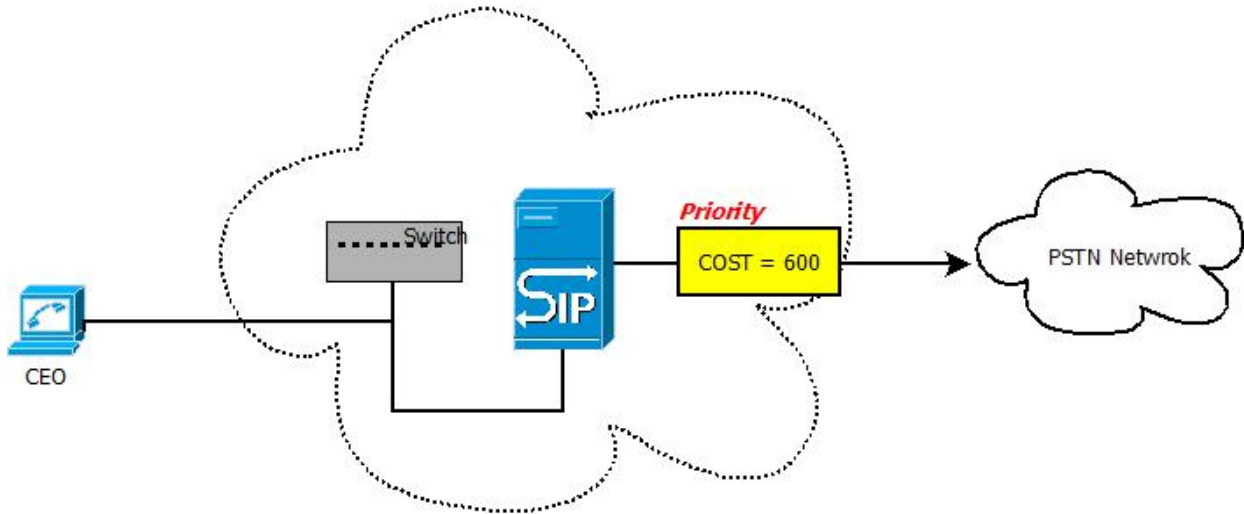 Priority
Switch
COST = 600
PSTN Netwrok
SIP
CEO